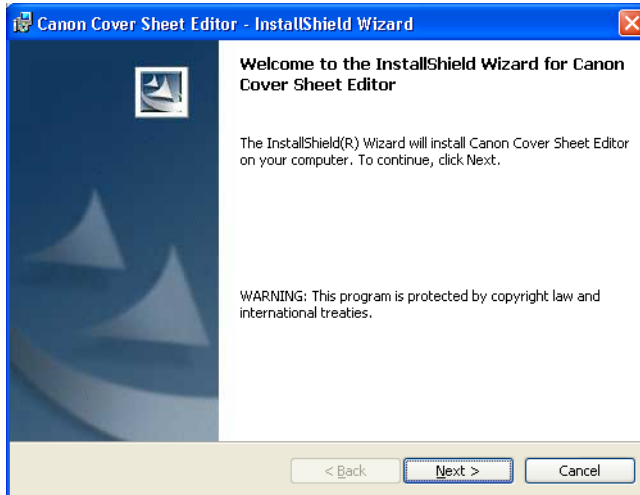 Canon Cover Sheet Editor - InstallShield Wizard
Welcome to the InstallShield Wizard for Canon
Cover Sheet Editor
The InstallShield(R) Wizard will install Canon Cover Sheet Editor
on your computer. To continue, click Next.
WARNING: This program is protected by copyright law and
international treaties.
< Back
Next >
Cancel